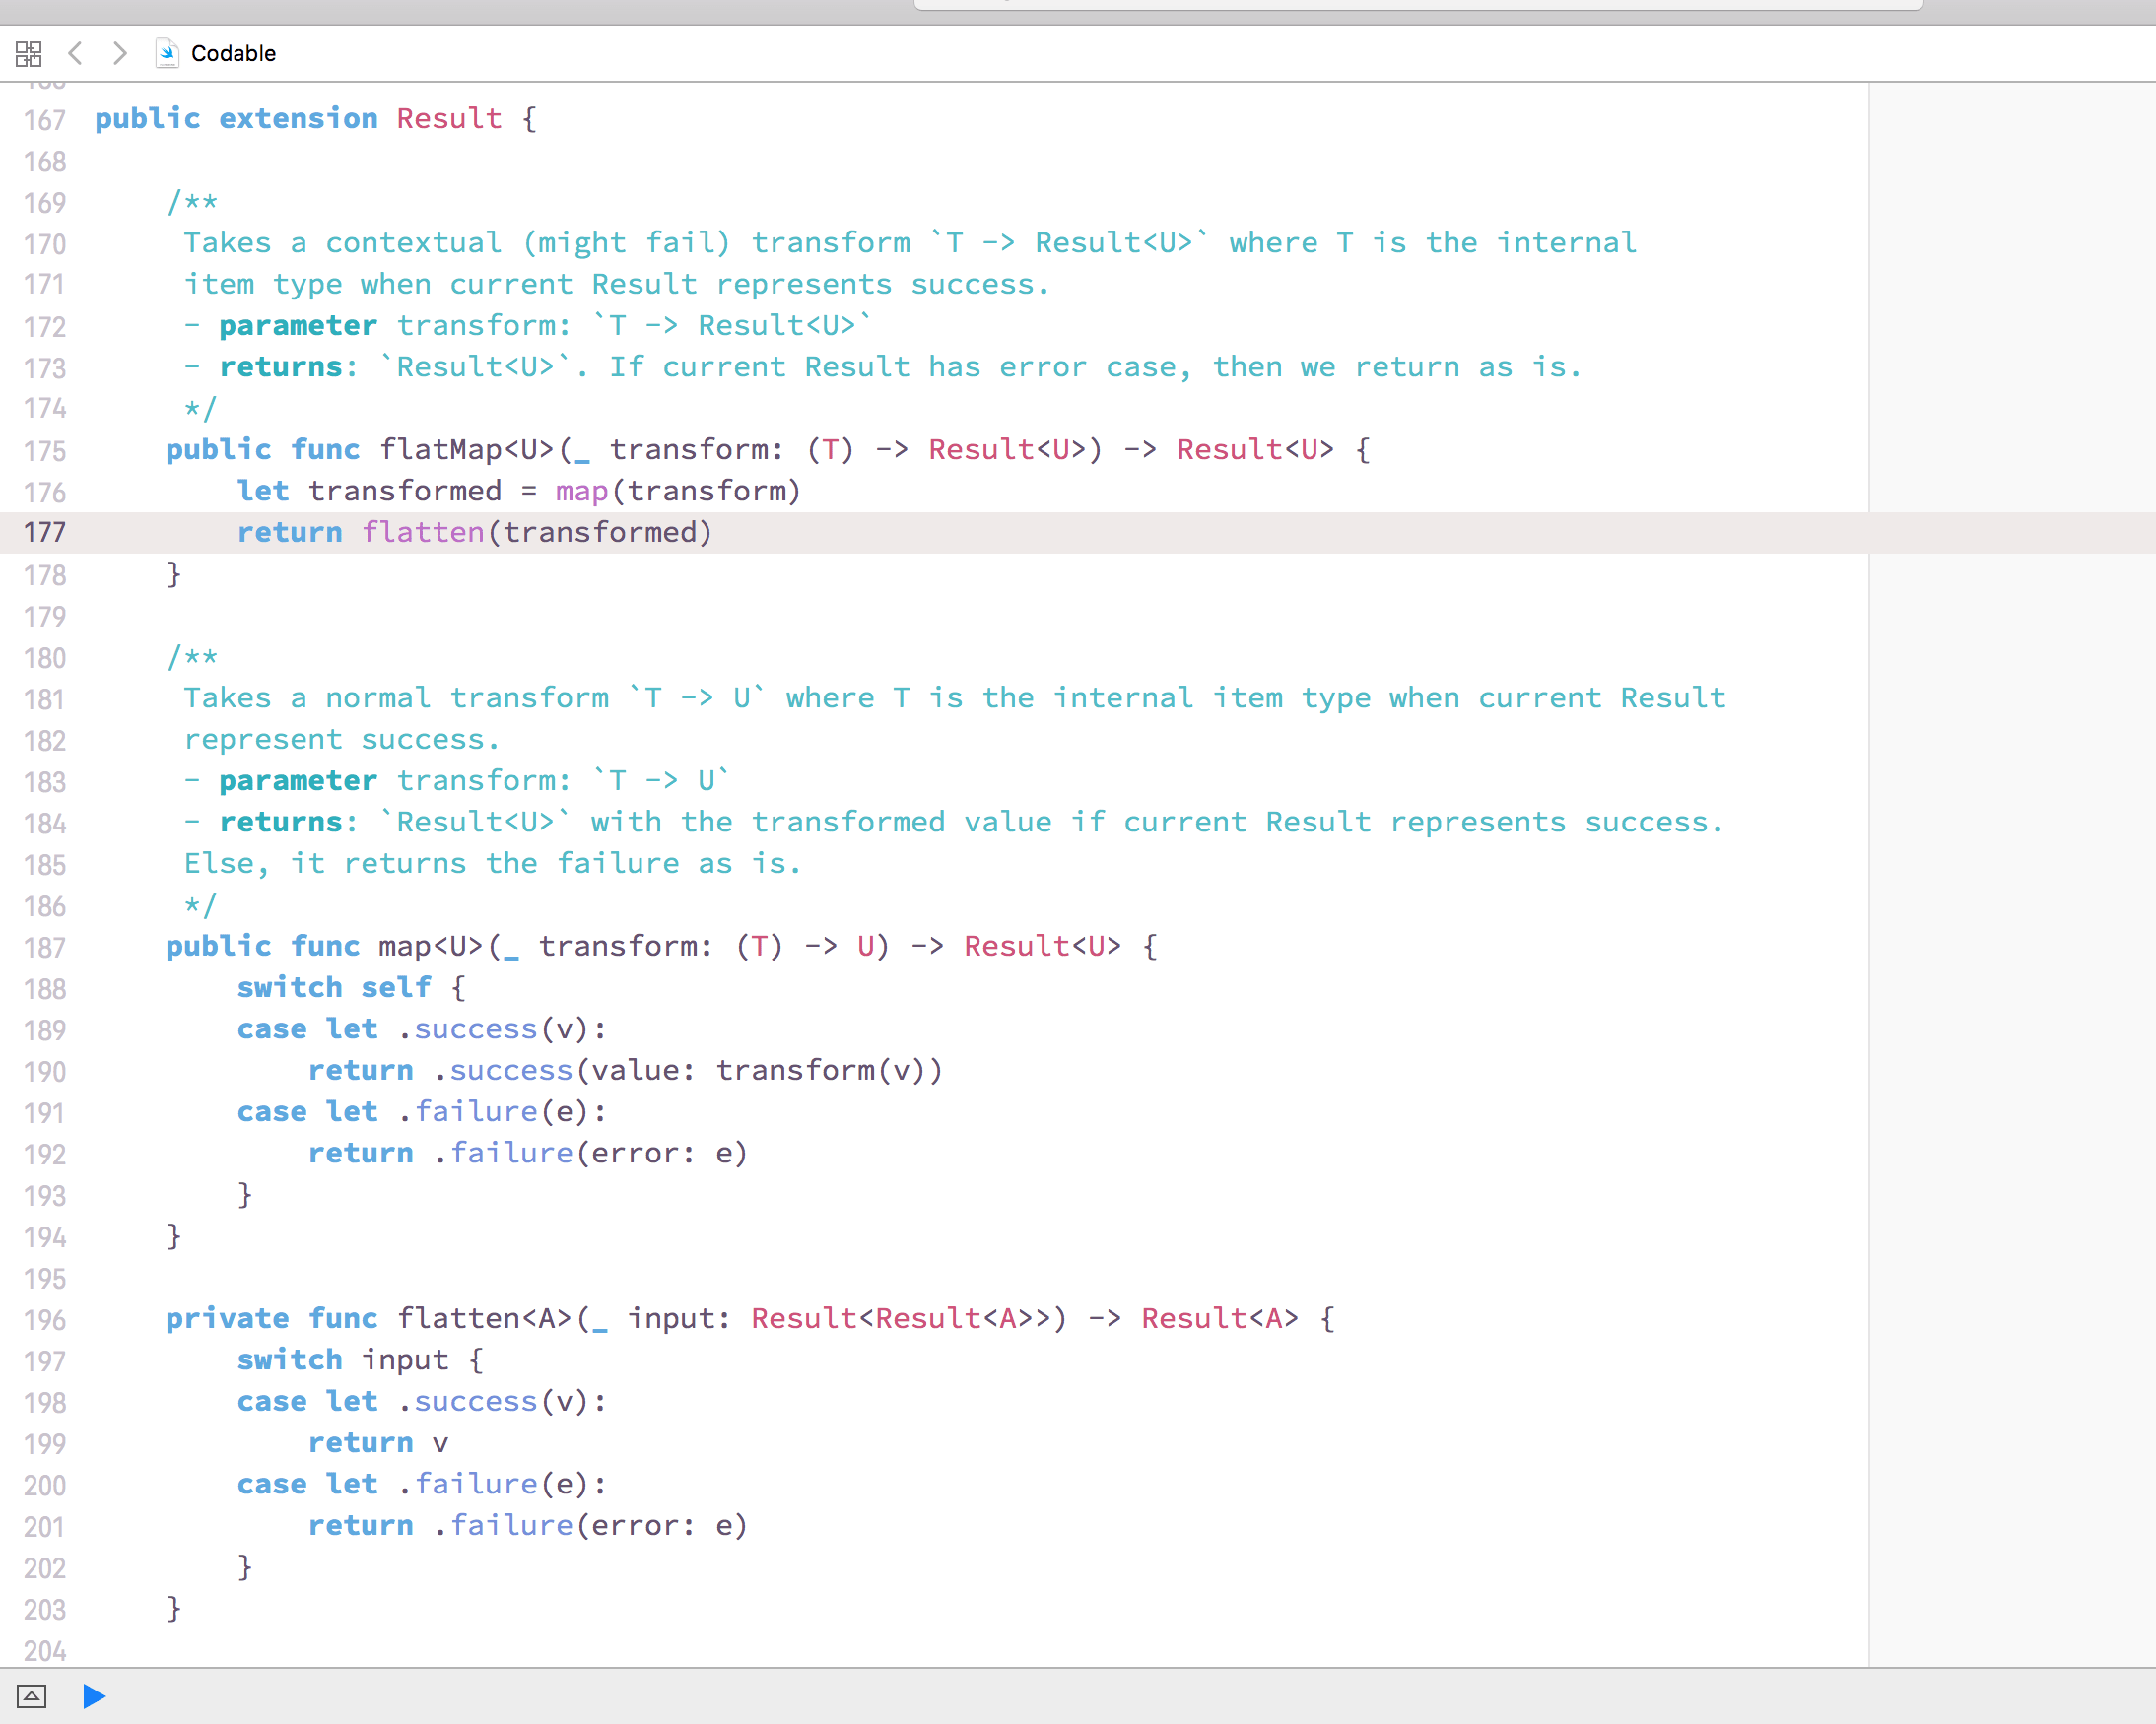 Codable
167 public extension Result {
168
169     /**
170      Takes a contextual (might fail) transform `T -> Result<U>` where T is the internal
171      item type when current Result represents success.
172      - parameter transform: `T -> Result<U>`
173      - returns: `Result<U>`. If current Result has error case, then we return as is.
174      */
175     public func flatMap<U>(_ transform: (T) -> Result<U>) -> Result<U> {
176         let transformed = map(transform)
177         return flatten(transformed)
178     }
179
180     /**
181      Takes a normal transform `T -> U` where T is the internal item type when current Result
182      represent success.
183      - parameter transform: `T -> U`
184      - returns: `Result<U>` with the transformed value if current Result represents success.
185      Else, it returns the failure as is.
186      */
187     public func map<U>(_ transform: (T) -> U) -> Result<U> {
188         switch self {
189         case let .success(v):
190             return .success(value: transform(v))
191         case let .failure(e):
192             return .failure(error: e)
193         }
194     }
195
196     private func flatten<A>(_ input: Result<Result<A>>) -> Result<A> {
197         switch input {
198         case let .success(v):
199             return v
200         case let .failure(e):
201             return .failure(error: e)
202         }
203     }
204